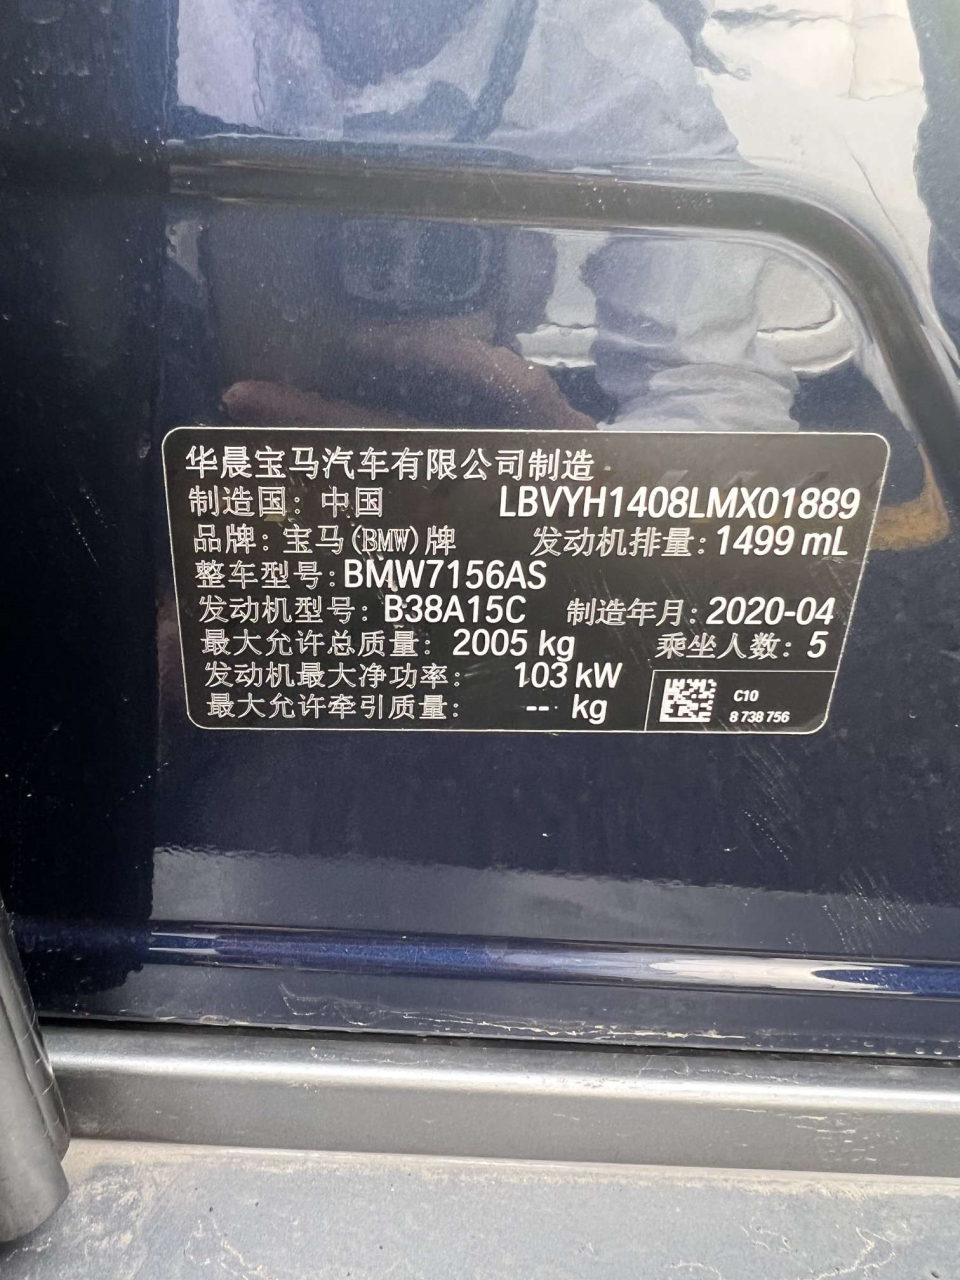 华晨宝马汽车有限公司制造
制造国：中国 LBVYH1408LMX01889
品牌：宝马(BMW)牌 发动机排量：1499 mL
整车型号：BMW7156AS
发动机型号：B38A15C 制造年月：2020-04
最大允许总质量：2005 kg 乘坐人数：5
发动机最大净功率：103 kW
最大允许牵引质量：-- kg
C10
8 738 756